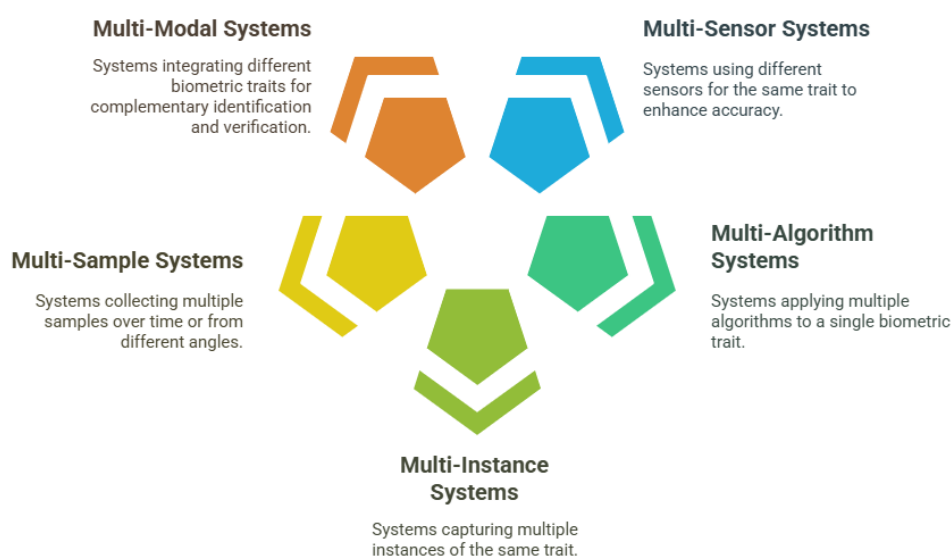 Multi-Modal Systems
Systems integrating different
biometric traits for
complementary identification
and verification.
Multi-Sensor Systems
Systems using different
sensors for the same trait to
enhance accuracy.
Multi-Sample Systems
Systems collecting multiple
samples over time or from
different angles.
Multi-Algorithm
Systems
Systems applying multiple
algorithms to a single biometric
trait.
Multi-Instance
Systems
Systems capturing multiple
instances of the same trait.